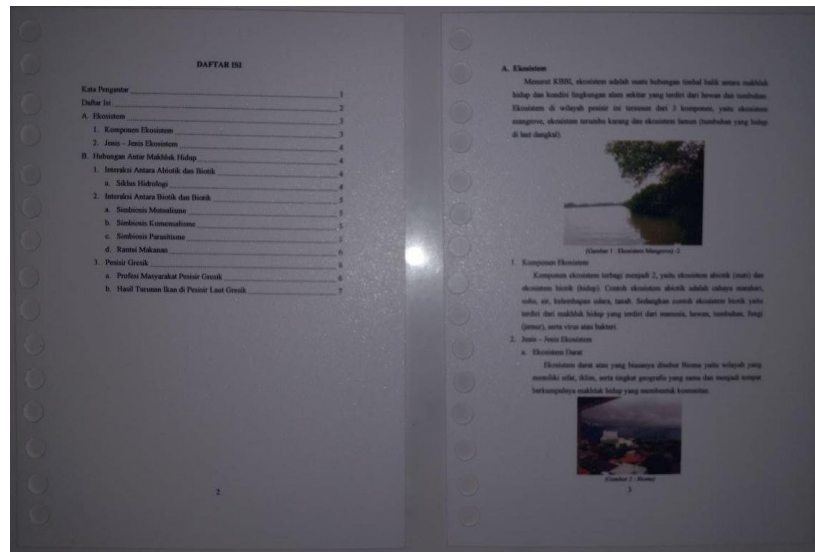 DAFTAR ISI
Kata Pengantar 1
Daftar Isi 2
A. Ekosistem 3
1. Komponen Ekosistem 3
2. Jenis – Jenis Ekosistem 4
B. Hubungan Antar Makhluk Hidup 4
1. Interaksi Antara Abiotik dan Biotik 4
a. Siklus Hidrologi 4
2. Interaksi Antara Biotik dan Biotik 5
a. Simbiosis Mutualisme 5
b. Simbiosis Komensalisme 5
c. Simbiosis Parasitisme
d. Rantai Makanan 6
3. Pesisir Gresik 6
a. Profesi Masyarakat Pesisir Gresik 6
b. Hasil Turunan Ikan di Pesisir Laut Gresik 7
2
A. Ekosistem
Menurut KBBI, ekosistem adalah suatu hubungan timbal balik antara makhluk
hidup dan kondisi lingkungan alam sekitar yang terdiri dari hewan dan tumbuhan.
Ekosistem di wilayah pesisir ini tersusun dari 3 komponen, yaitu ekosistem
mangrove, ekosistem terumbu karang dan ekosistem lamun (tumbuhan yang hidup
di laut dangkal).
(Gambar 1 : Ekosistem Mangrove) -2
1. Komponen Ekosistem
Komponen ekosistem terbagi menjadi 2, yaitu ekosistem abiotik (mati) dan
ekosistem biotik (hidup). Contoh ekosistem abiotik adalah cahaya matahari,
suhu, air, kelembapan udara, tanah. Sedangkan contoh ekosistem biotik yaitu
terdiri dari makhluk hidup yang terdiri dari manusia, hewan, tumbuhan, fungi
(jamur), serta virus atau bakteri.
2. Jenis – Jenis Ekosistem
a. Ekosistem Darat
Ekosistem darat atau yang biasanya disebut Bioma yaitu wilayah yang
memiliki sifat, iklim, serta tingkat geografis yang sama dan menjadi tempat
berkumpulnya makhluk hidup yang membentuk komunitas.
(Gambar 2 : Bioma)
3